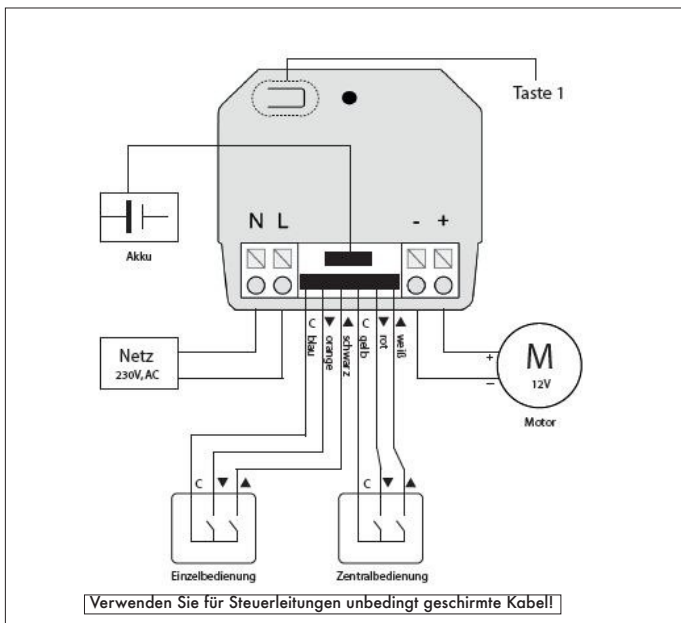 Taste 1
N L - +
Akku
C blau
▼ orange
▲ schwarz
C gelb
▼ rot
▲ weiß
Netz
230V, AC
+
−
M
12V
Motor
C ▼ ▲
C ▼ ▲
Einzelbedienung
Zentralbedienung
Verwenden Sie für Steuerleitungen unbedingt geschirmte Kabel!